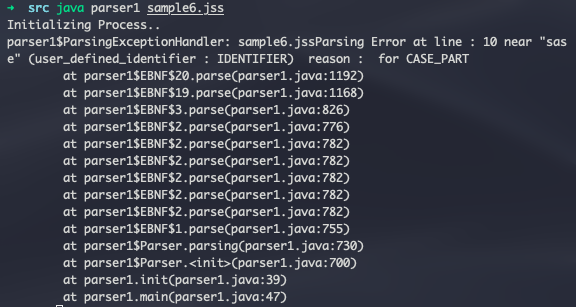 → src java parser1 sample6.jss
Initializing Process..
parser1$ParsingExceptionHandler: sample6.jssParsing Error at line : 10 near "sas
e" (user_defined_identifier : IDENTIFIER)  reason :  for CASE_PART
        at parser1$EBNF$20.parse(parser1.java:1192)
        at parser1$EBNF$19.parse(parser1.java:1168)
        at parser1$EBNF$3.parse(parser1.java:826)
        at parser1$EBNF$2.parse(parser1.java:776)
        at parser1$EBNF$2.parse(parser1.java:782)
        at parser1$EBNF$2.parse(parser1.java:782)
        at parser1$EBNF$2.parse(parser1.java:782)
        at parser1$EBNF$2.parse(parser1.java:782)
        at parser1$EBNF$2.parse(parser1.java:782)
        at parser1$EBNF$1.parse(parser1.java:755)
        at parser1$Parser.parsing(parser1.java:730)
        at parser1$Parser.<init>(parser1.java:700)
        at parser1.init(parser1.java:39)
        at parser1.main(parser1.java:47)